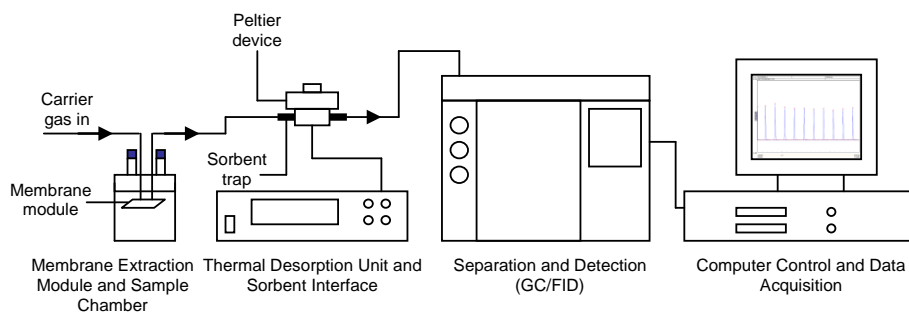 Peltier
device
Carrier
gas in
Sorbent
trap
Membrane
module
Membrane Extraction
Module and Sample
Chamber
Thermal Desorption Unit and
Sorbent Interface
Separation and Detection
(GC/FID)
Computer Control and Data
Acquisition